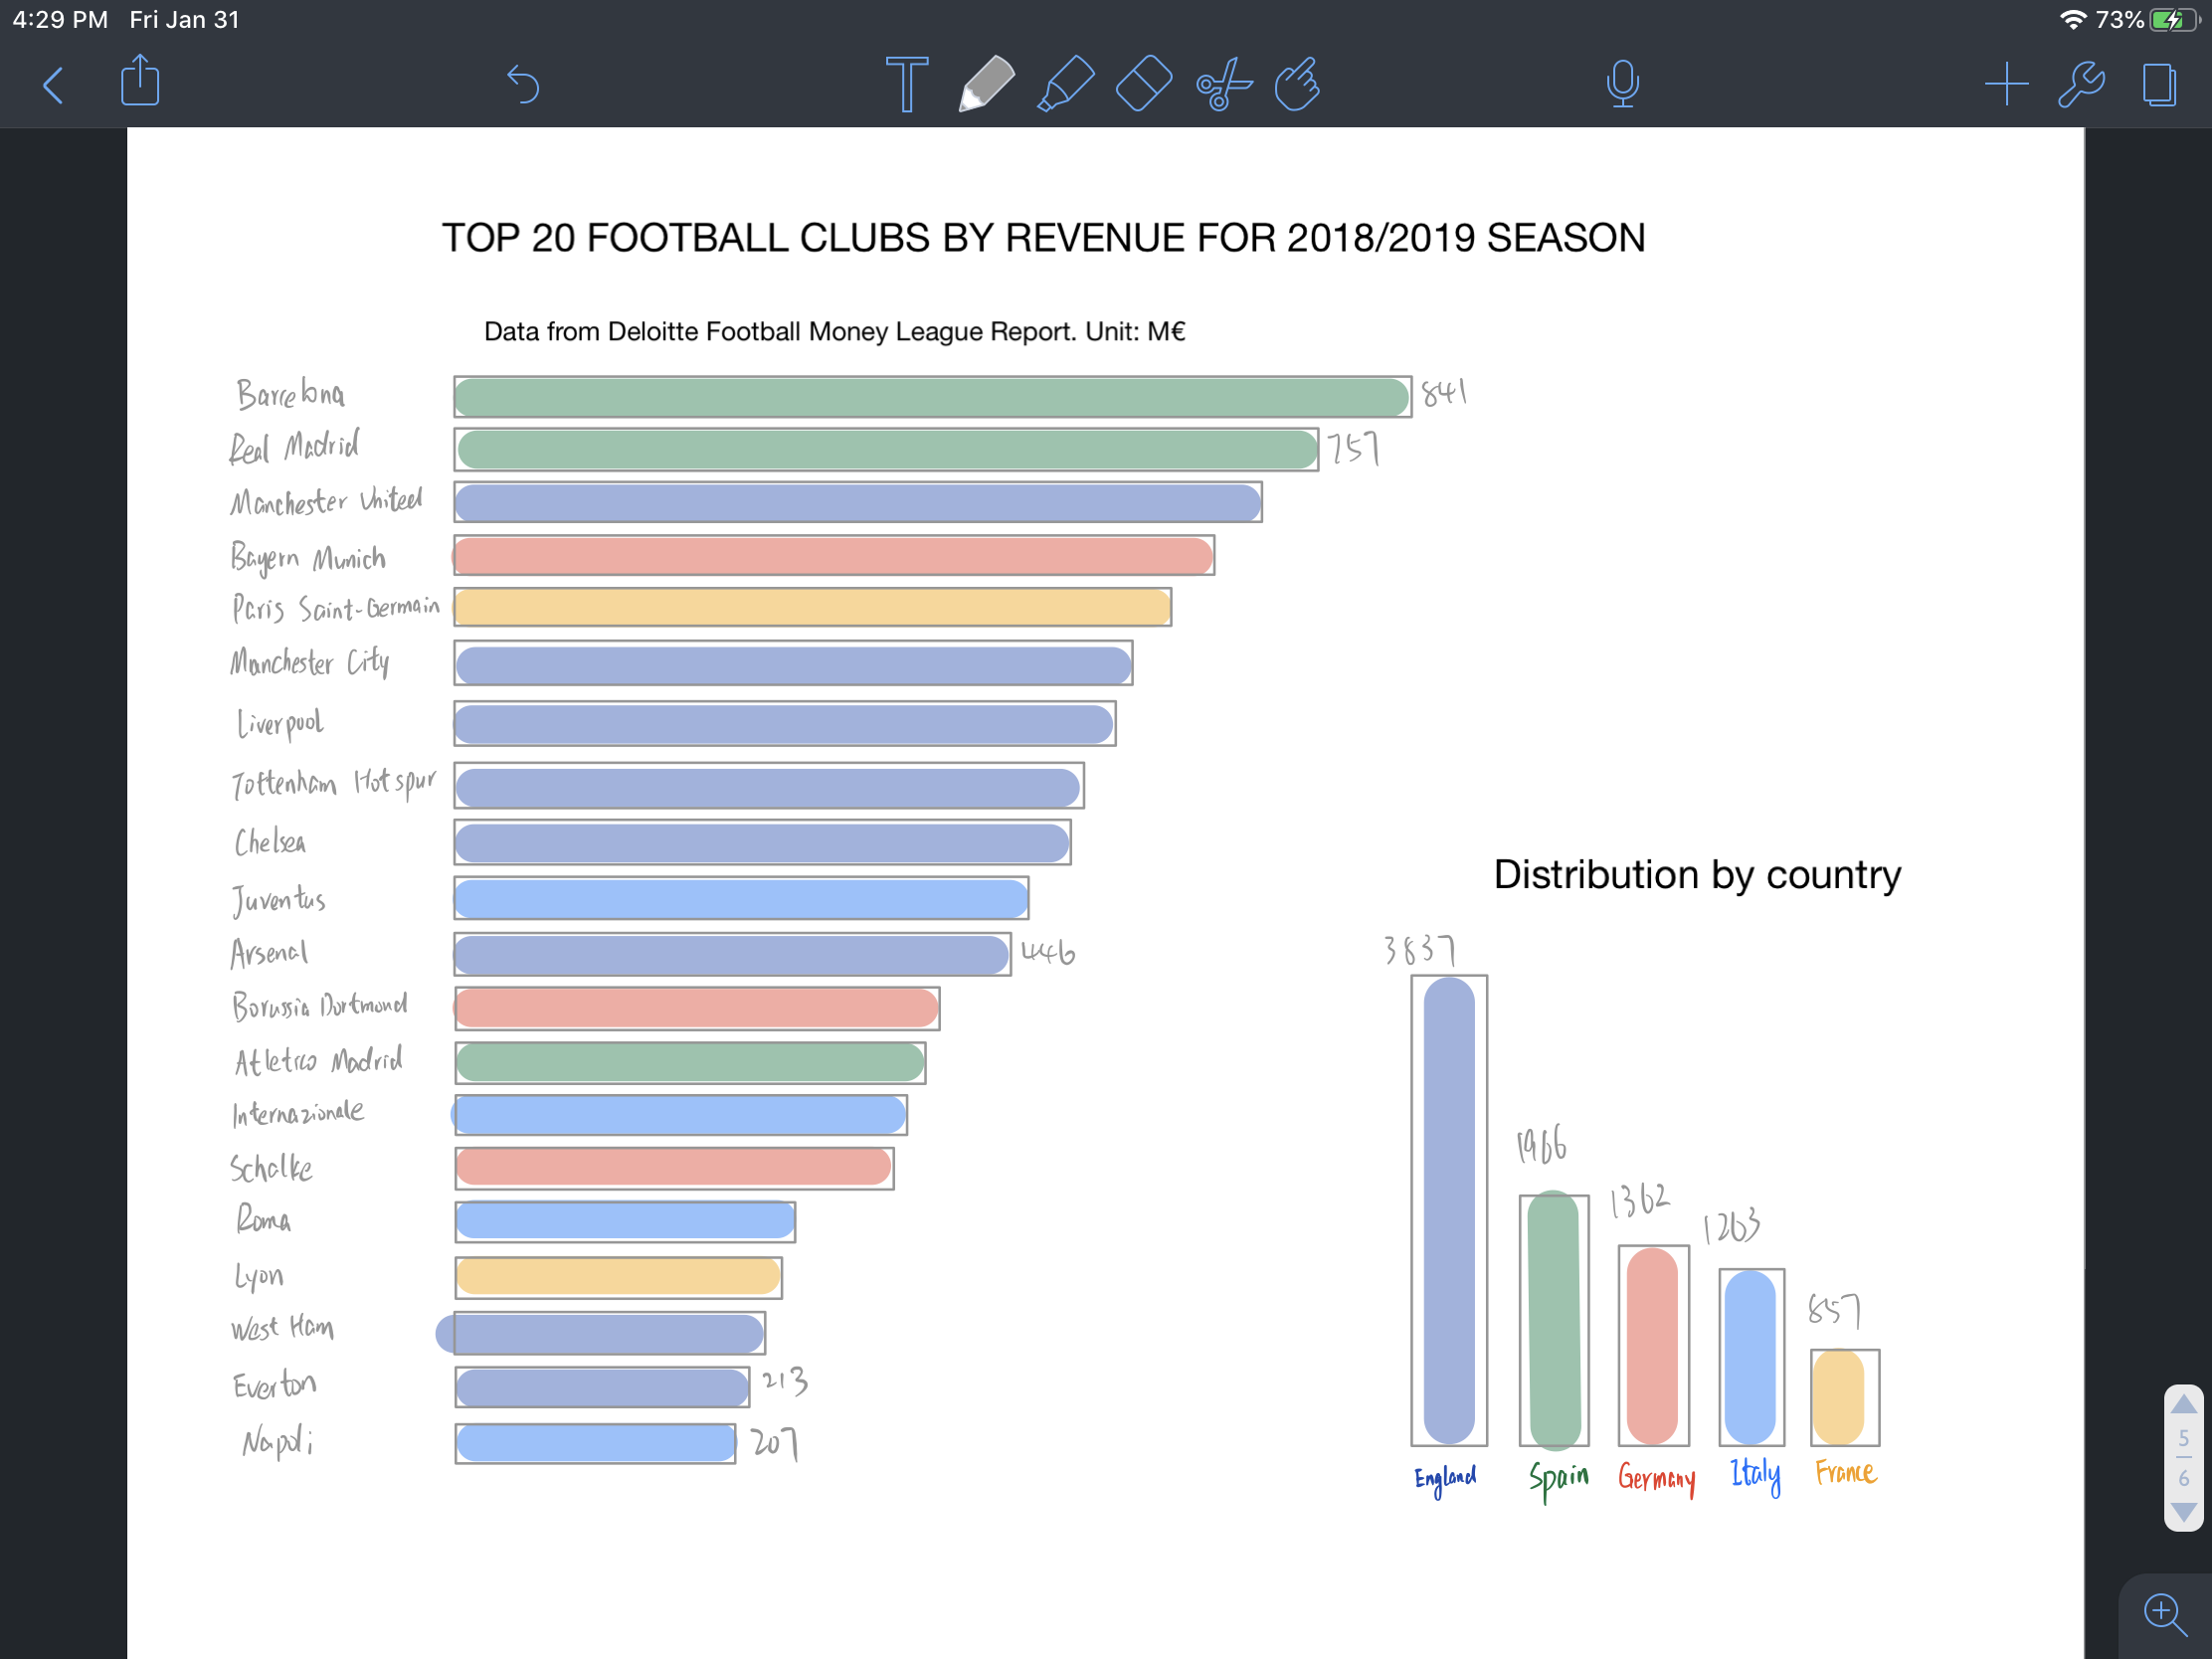 4:29 PM Fri Jan 31 73%
TOP 20 FOOTBALL CLUBS BY REVENUE FOR 2018/2019 SEASON
Data from Deloitte Football Money League Report. Unit: M€
Barcelona 841
Real Madrid 757
Manchester United
Bayern Munich
Paris Saint-Germain
Manchester City
Liverpool
Tottenham Hotspur
Chelsea
Juventus
Arsenal 446
Borussia Dortmond
Atletico Madrid
Internazionale
Schalke
Roma
Lyon
West Ham
Everton 213
Napoli 207
Distribution by country
3837
1966
1362
1263
857
England Spain Germany Italy France
5
6